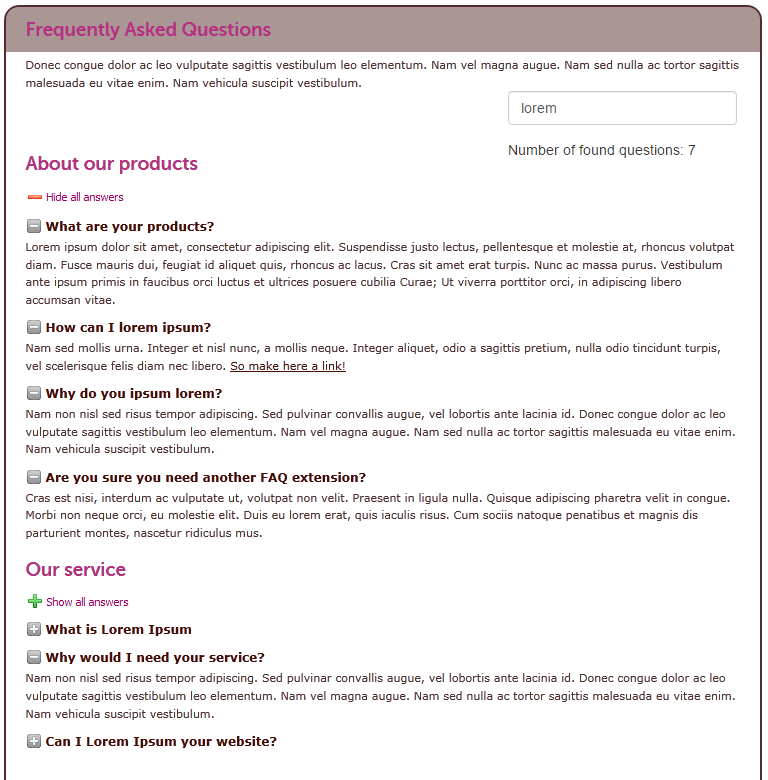 Frequently Asked Questions
Donec congue dolor ac leo vulputate sagittis vestibulum leo elementum. Nam vel magna augue. Nam sed nulla ac tortor sagittis
malesuada eu vitae enim. Nam vehicula suscipit vestibulum.
lorem
Number of found questions: 7
About our products
Hide all answers
What are your products?
Lorem ipsum dolor sit amet, consectetur adipiscing elit. Suspendisse justo lectus, pellentesque et molestie at, rhoncus volutpat
diam. Fusce mauris dui, feugiat id aliquet quis, rhoncus ac lacus. Cras sit amet erat turpis. Nunc ac massa purus. Vestibulum
ante ipsum primis in faucibus orci luctus et ultrices posuere cubilia Curae; Ut viverra porttitor orci, in adipiscing libero
accumsan vitae.
How can I lorem ipsum?
Nam sed mollis urna. Integer et nisl nunc, a mollis neque. Integer aliquet, odio a sagittis pretium, nulla odio tincidunt turpis,
vel scelerisque felis diam nec libero. So make here a link!
Why do you ipsum lorem?
Nam non nisl sed risus tempor adipiscing. Sed pulvinar convallis augue, vel lobortis ante lacinia id. Donec congue dolor ac leo
vulputate sagittis vestibulum leo elementum. Nam vel magna augue. Nam sed nulla ac tortor sagittis malesuada eu vitae enim.
Nam vehicula suscipit vestibulum.
Are you sure you need another FAQ extension?
Cras est nisi, interdum ac vulputate ut, volutpat non velit. Praesent in ligula nulla. Quisque adipiscing pharetra velit in congue.
Morbi non neque orci, eu molestie elit. Duis eu lorem erat, quis iaculis risus. Cum sociis natoque penatibus et magnis dis
parturient montes, nascetur ridiculus mus.
Our service
Show all answers
What is Lorem Ipsum
Why would I need your service?
Nam non nisl sed risus tempor adipiscing. Sed pulvinar convallis augue, vel lobortis ante lacinia id. Donec congue dolor ac leo
vulputate sagittis vestibulum leo elementum. Nam vel magna augue. Nam sed nulla ac tortor sagittis malesuada eu vitae enim.
Nam vehicula suscipit vestibulum.
Can I Lorem Ipsum your website?